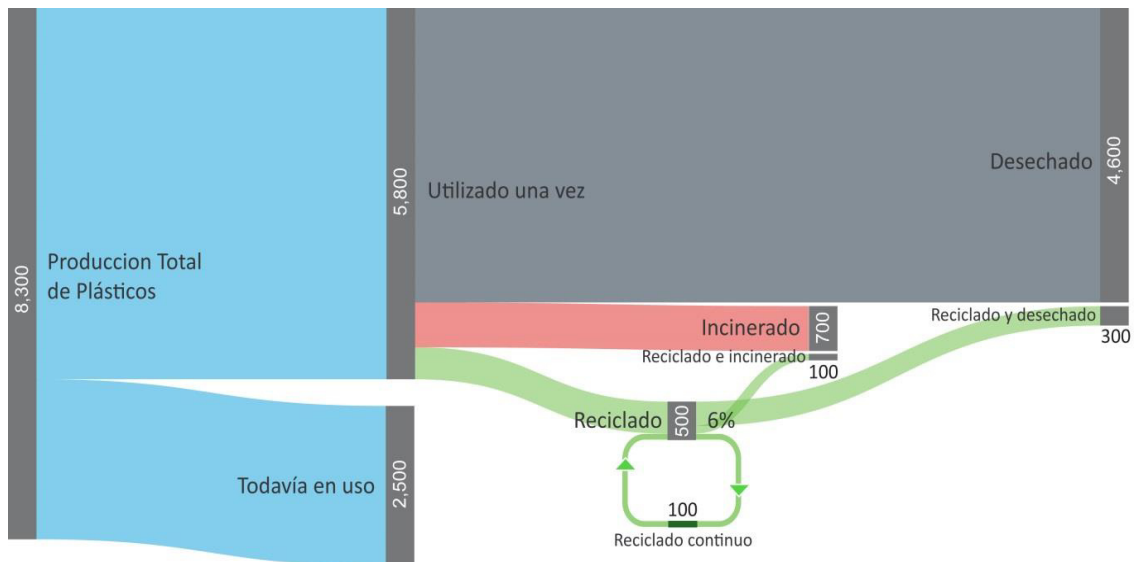 8,300
Produccion Total
de Plásticos
5,800
Utilizado una vez
Desechado
4,600
Incinerado
700
Reciclado e incinerado
100
Reciclado y desechado
300
Reciclado
500
6%
Todavía en uso
2,500
100
Reciclado continuo